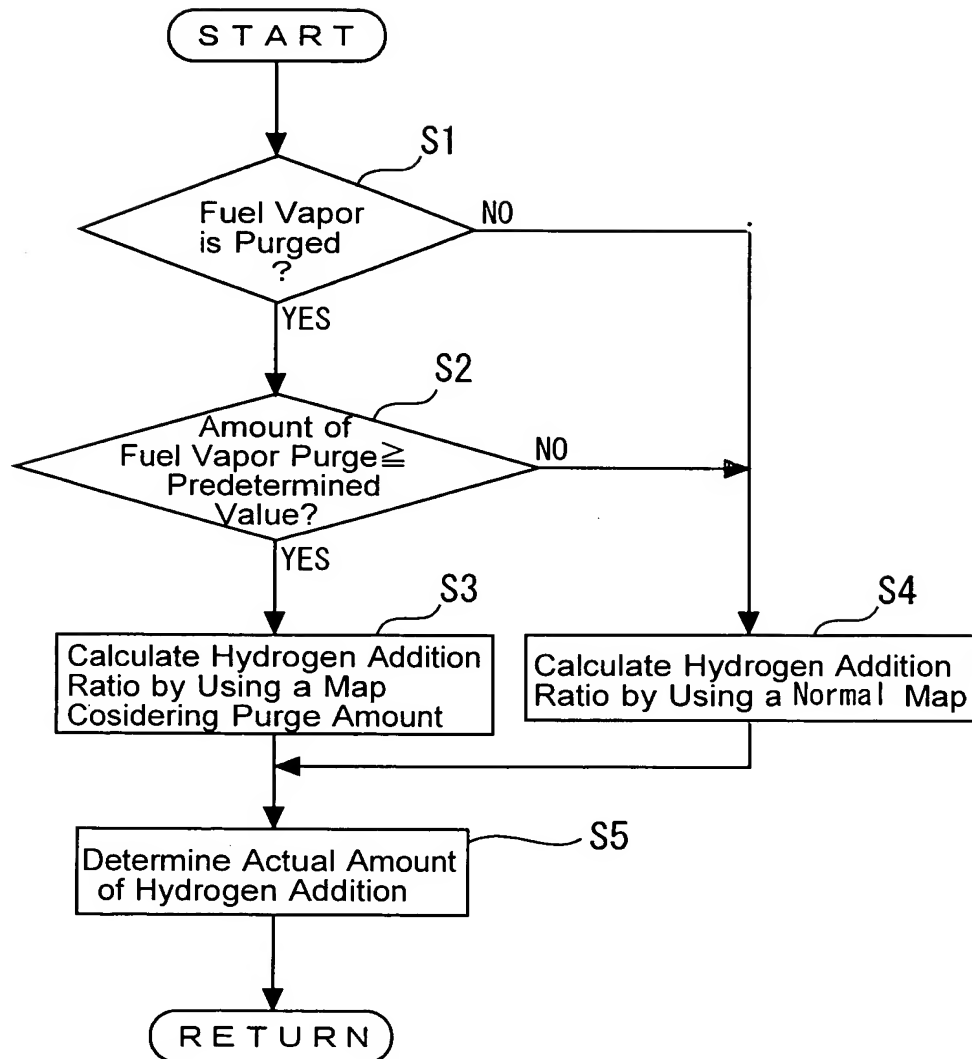 START
S1
Fuel Vapor
is Purged
?
NO
YES
S2
Amount of
Fuel Vapor Purge≧
Predetermined
Value?
NO
YES
S3
Calculate Hydrogen Addition
Ratio by Using a Map
Cosidering Purge Amount
S4
Calculate Hydrogen Addition
Ratio by Using a Normal Map
S5
Determine Actual Amount
of Hydrogen Addition
RETURN